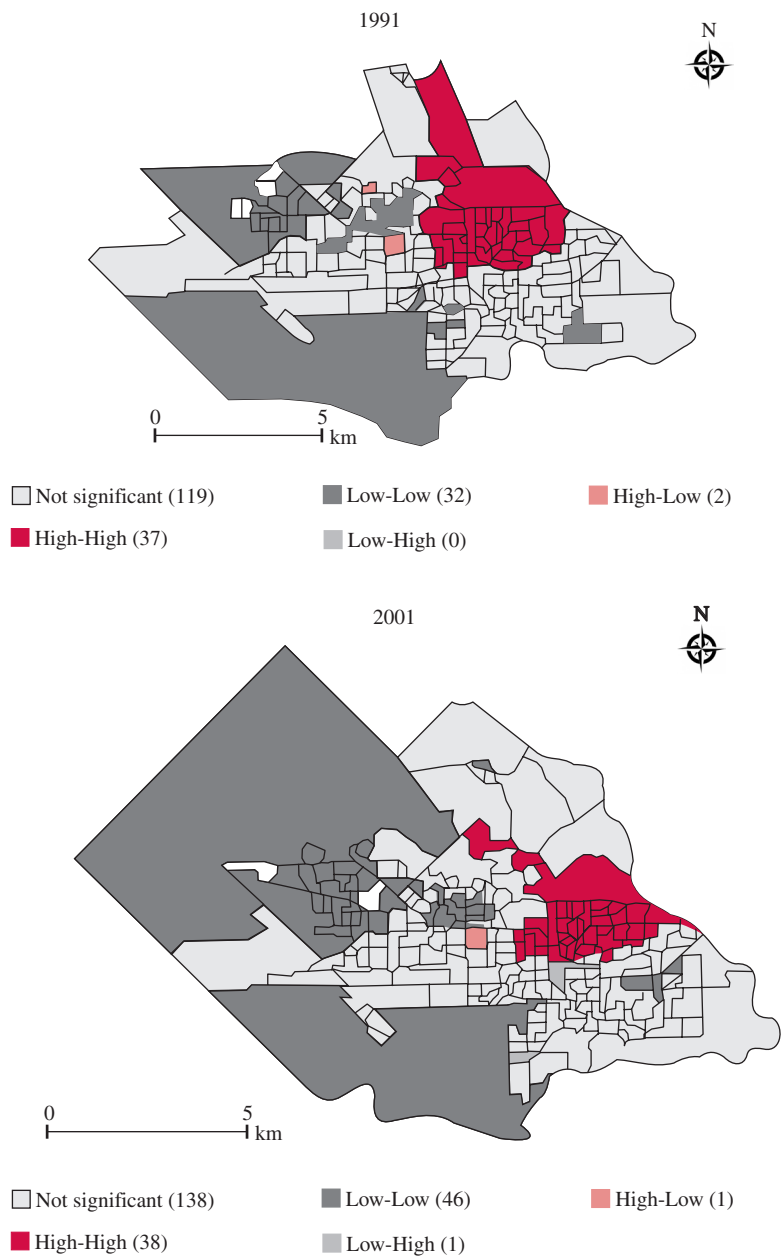 1991
N
0 5
km
Not significant (119) Low-Low (32) High-Low (2)
High-High (37) Low-High (0)
2001
N
0 5
km
Not significant (138) Low-Low (46) High-Low (1)
High-High (38) Low-High (1)